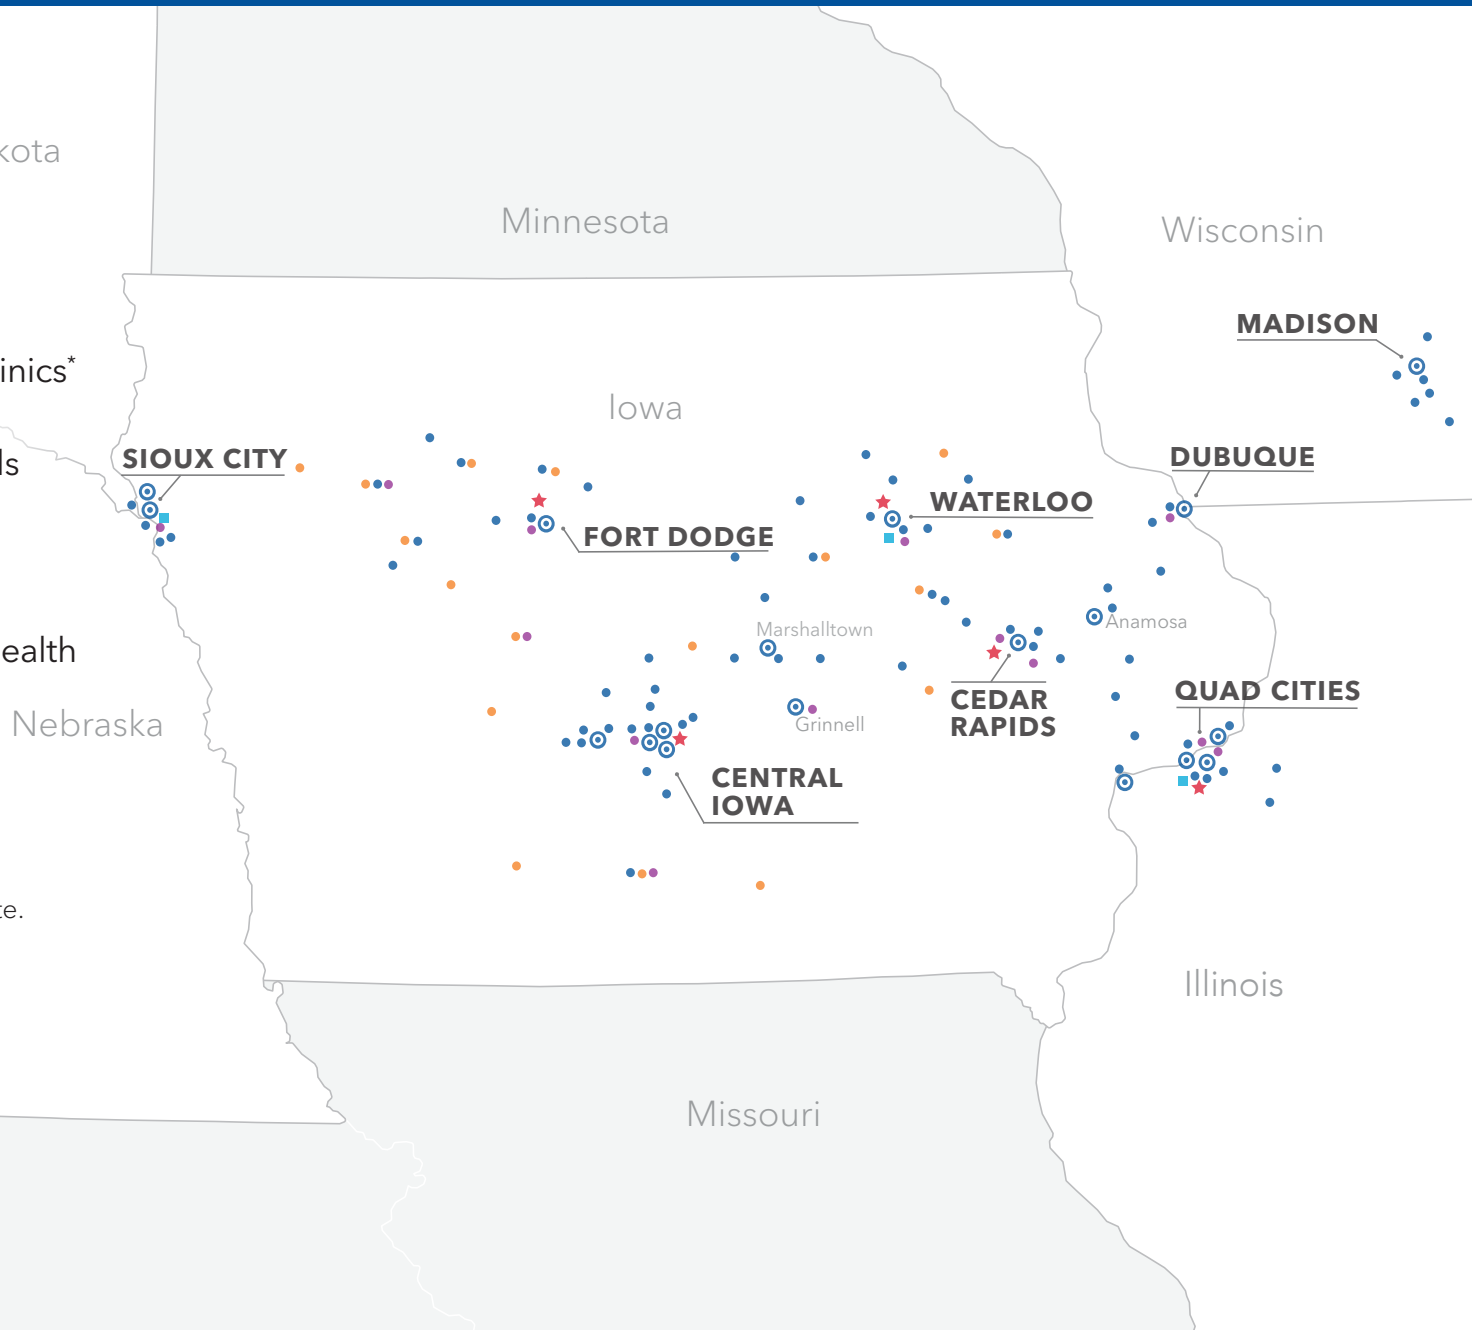 kota
Minnesota
Wisconsin
MADISON
inics*
Iowa
ls
SIOUX CITY
DUBUQUE
WATERLOO
FORT DODGE
Anamosa
Marshalltown
ealth
CEDAR
RAPIDS
QUAD CITIES
Nebraska
Grinnell
CENTRAL
IOWA
te.
Illinois
Missouri